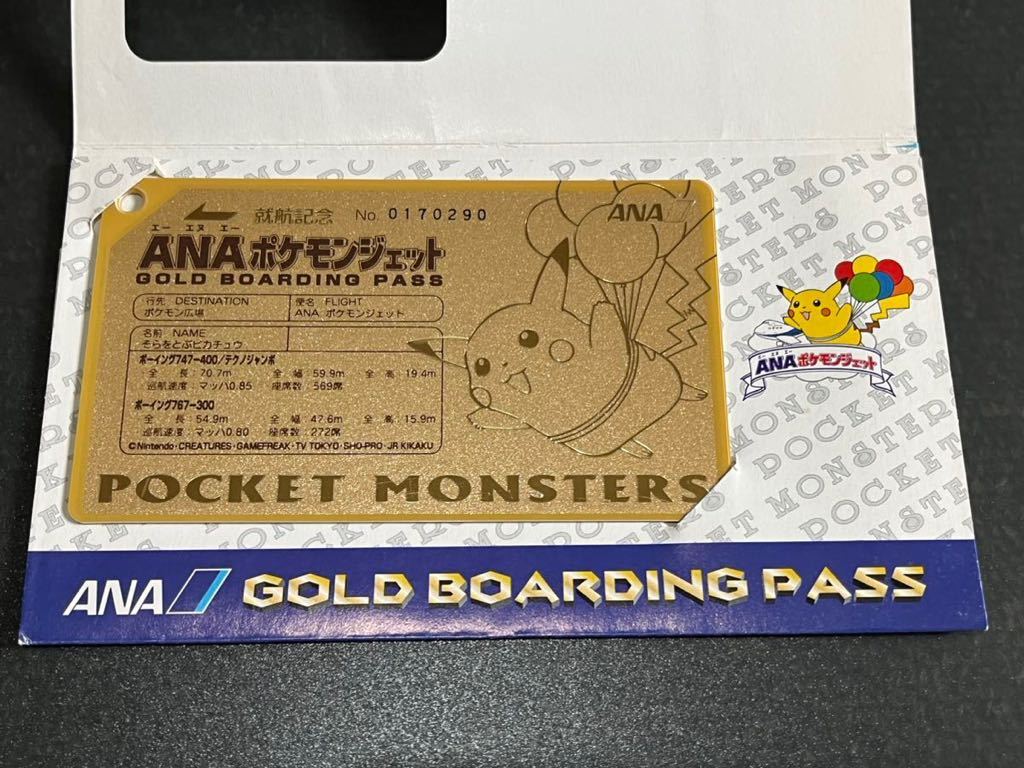 就航記念 No. 0170290
ANA
エー エヌ エー
ANAポケモンジェット
GOLD BOARDING PASS
行先 DESTINATION
ポケモン広場
便名 FLIGHT
ANA ポケモンジェット
名前 NAME
そらをとぶピカチュウ
ボーイング747-400/テクノジャンボ
全 長:70.7m 全 幅:59.9m 全 高:19.4m
巡航速度:マッハ0.85 座席数:569席
ボーイング767-300
全 長:54.9m 全 幅:47.6m 全 高:15.9m
巡航速度:マッハ0.80 座席数:272席
©Nintendo・CREATURES・GAMEFREAK・TV TOKYO・SHO-PRO・JR KIKAKU
POCKET MONSTERS
エー エヌ エー
ANAポケモンジェット
POCKET MONSTERS
ANA GOLD BOARDING PASS